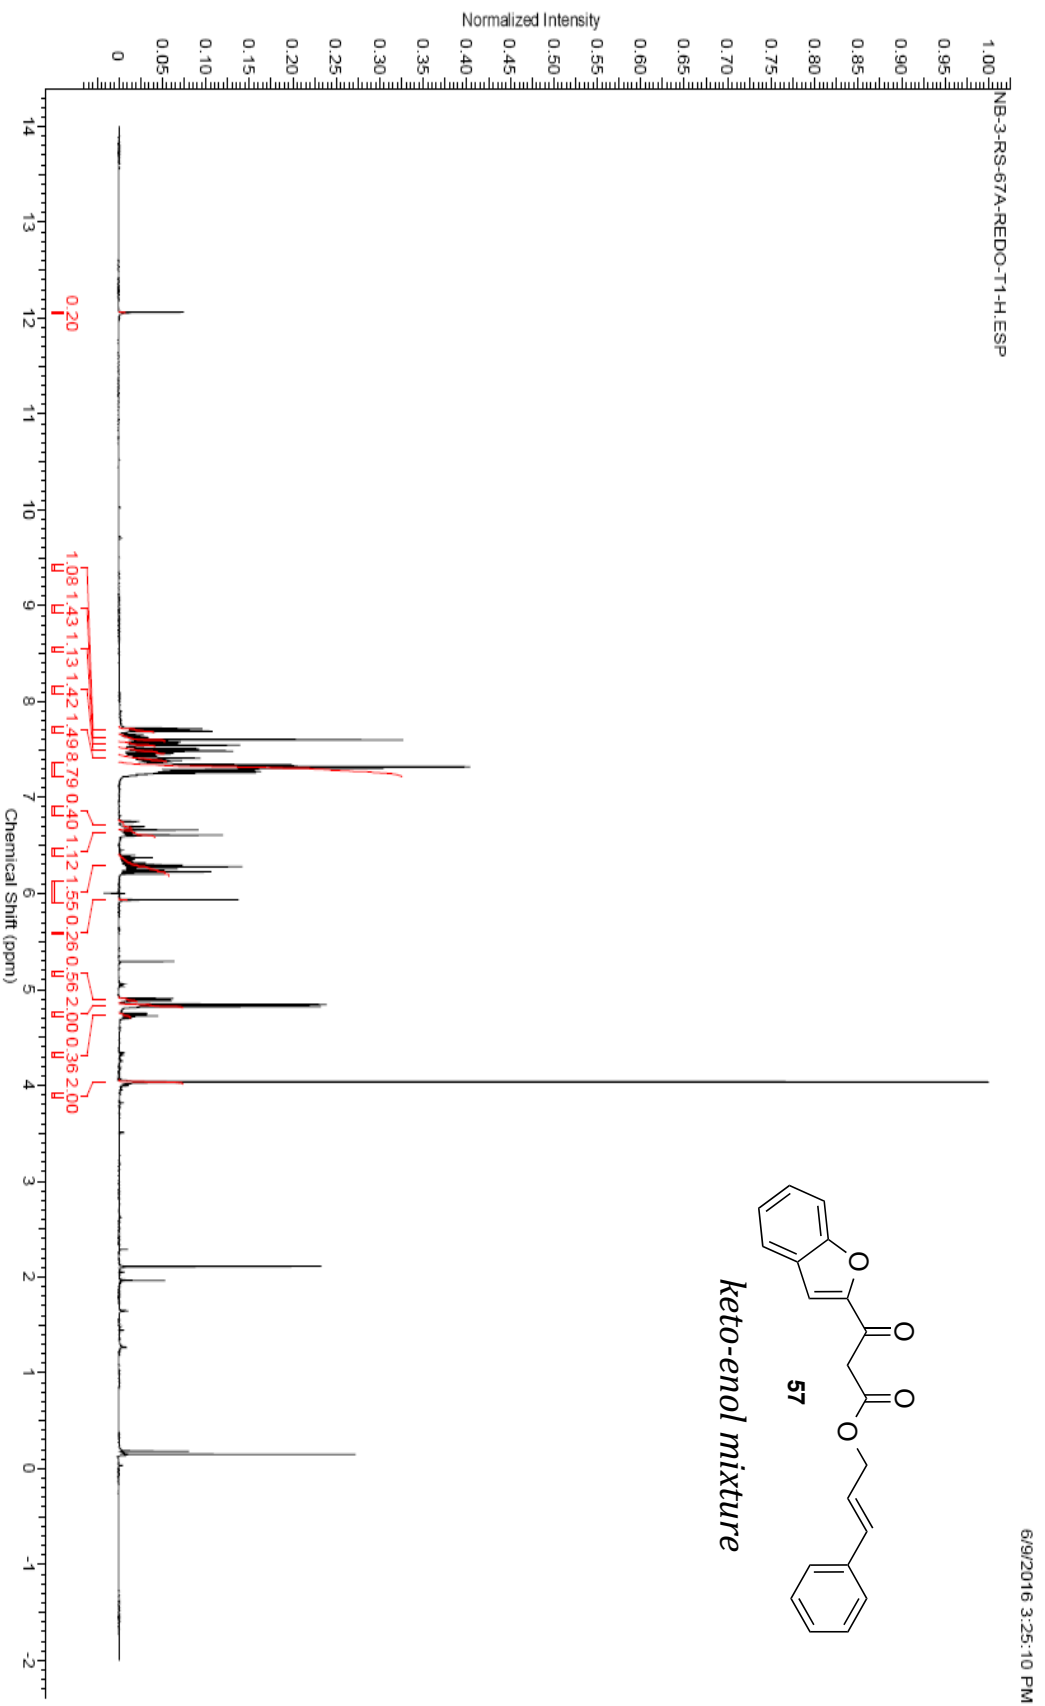 6/9/2016 3:25:10 PM
NB-3-RS-67A-REDO-T1-H.ESP
Normalized Intensity
1.00
0.95
0.90
0.85
0.80
0.75
0.70
0.65
0.60
0.55
0.50
0.45
0.40
0.35
0.30
0.25
0.20
0.15
0.10
0.05
0
O
O
O
O
57
keto-enol mixture
0.20 1.08 1.43 1.13 1.42 1.49 8.79 0.40 1.12 1.55 0.26 0.56 2.00 0.36 2.00
14 13 12 11 10 9 8 7 6 5 4 3 2 1 0 -1 -2
Chemical Shift (ppm)